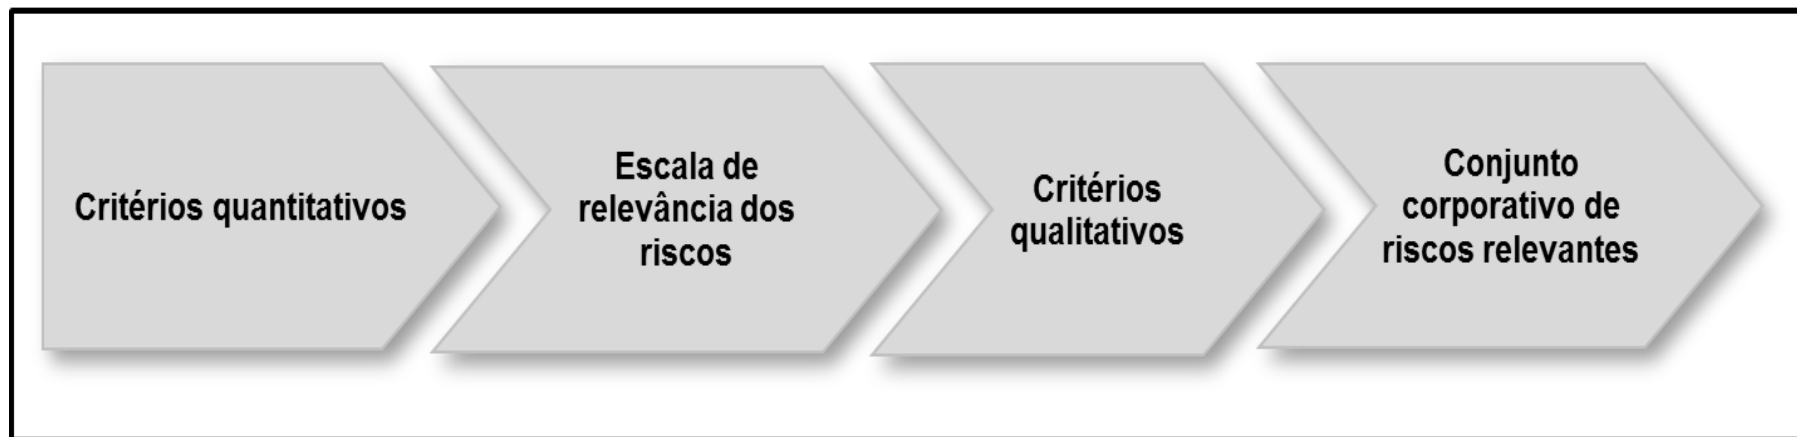 Critérios quantitativos
Escala de
relevância dos
riscos
Critérios
qualitativos
Conjunto
corporativo de
riscos relevantes